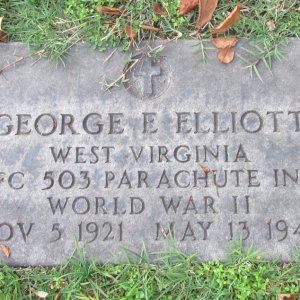 GEORGE E ELLIOTT
WEST VIRGINIA
FC 503 PARACHUTE IN
WORLD WAR II
OV 5 1921 MAY 13 194